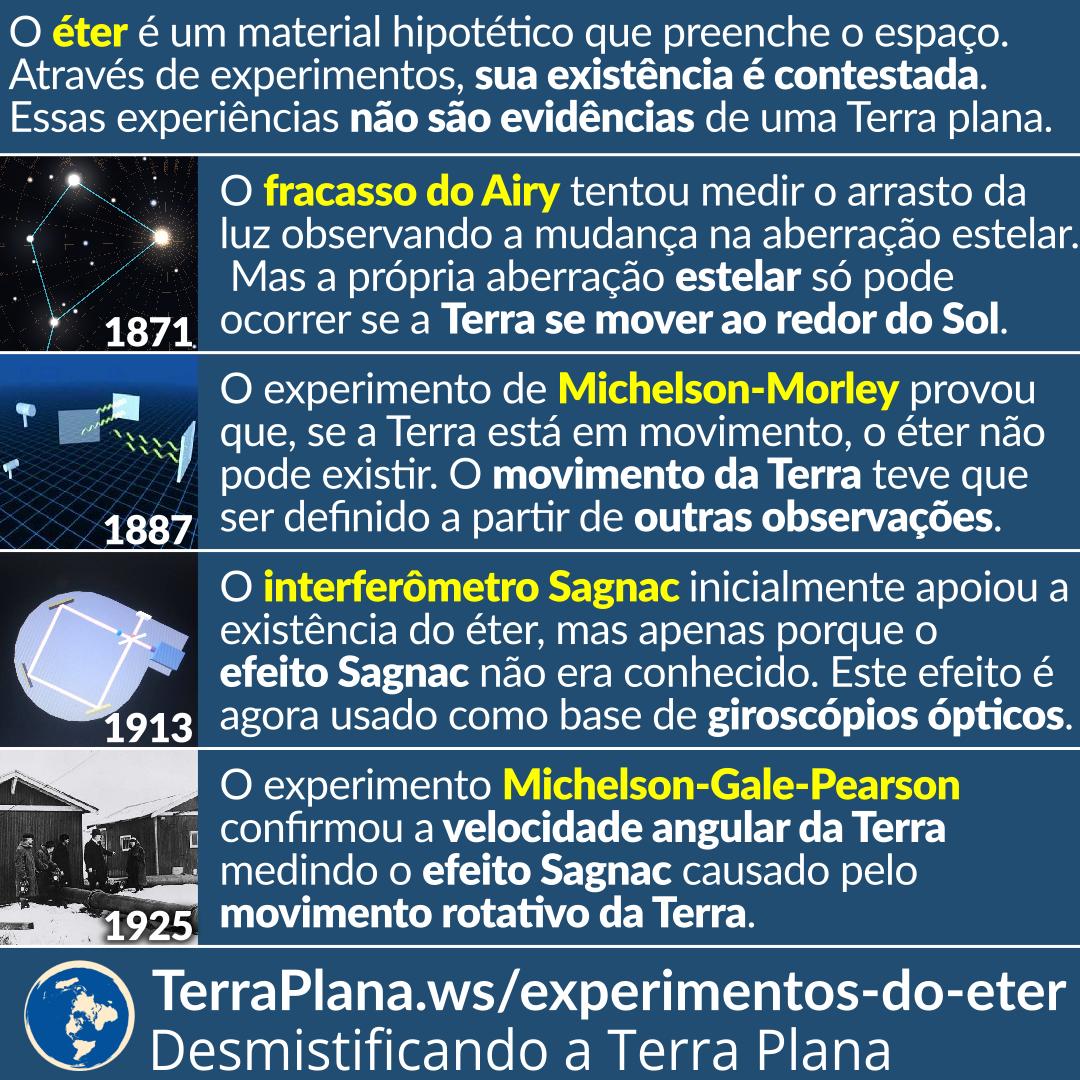 O éter é um material hipotético que preenche o espaço.
Através de experimentos, sua existência é contestada.
Essas experiências não são evidências de uma Terra plana.
O fracasso do Airy tentou medir o arrasto da
luz observando a mudança na aberração estelar.
Mas a própria aberração estelar só pode
ocorrer se a Terra se mover ao redor do Sol.
1871
O experimento de Michelson-Morley provou
que, se a Terra está em movimento, o éter não
pode existir. O movimento da Terra teve que
ser definido a partir de outras observações.
1887
O interferômetro Sagnac inicialmente apoiou a
existência do éter, mas apenas porque o
efeito Sagnac não era conhecido. Este efeito é
agora usado como base de giroscópios ópticos.
1913
O experimento Michelson-Gale-Pearson
confirmou a velocidade angular da Terra
medindo o efeito Sagnac causado pelo
movimento rotativo da Terra.
1925
TerraPlana.ws/experimentos-do-eter
Desmistificando a Terra Plana